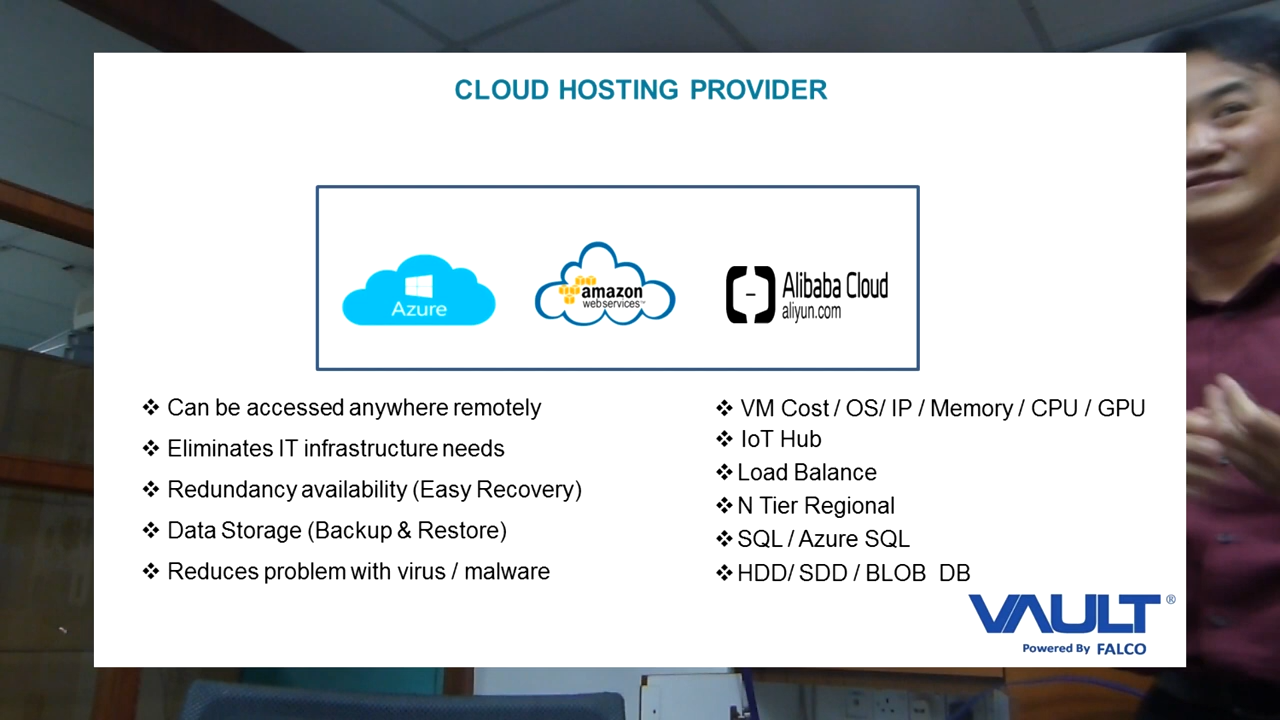 CLOUD HOSTING PROVIDER
Azure
amazon
webservices™
Alibaba Cloud
aliyun.com
❖ Can be accessed anywhere remotely
❖ Eliminates IT infrastructure needs
❖ Redundancy availability (Easy Recovery)
❖ Data Storage (Backup & Restore)
❖ Reduces problem with virus / malware
❖ VM Cost / OS/ IP / Memory / CPU / GPU
❖ IoT Hub
❖ Load Balance
❖ N Tier Regional
❖ SQL / Azure SQL
❖ HDD/ SDD / BLOB DB
VAULT®
Powered By FALCO